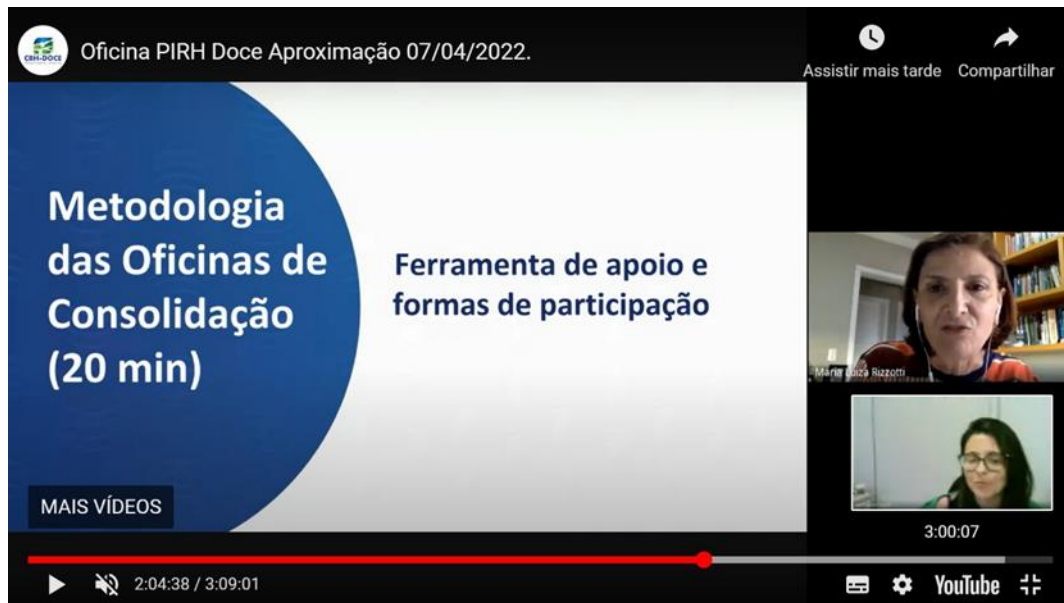 CBH-DOCE
Oficina PIRH Doce Aproximação 07/04/2022.
Assistir mais tarde
Compartilhar
Metodologia
das Oficinas de
Consolidação
(20 min)
Ferramenta de apoio e
formas de participação
Maria Luiza Rizzotti
MAIS VÍDEOS
3:00:07
2:04:38 / 3:09:01
YouTube